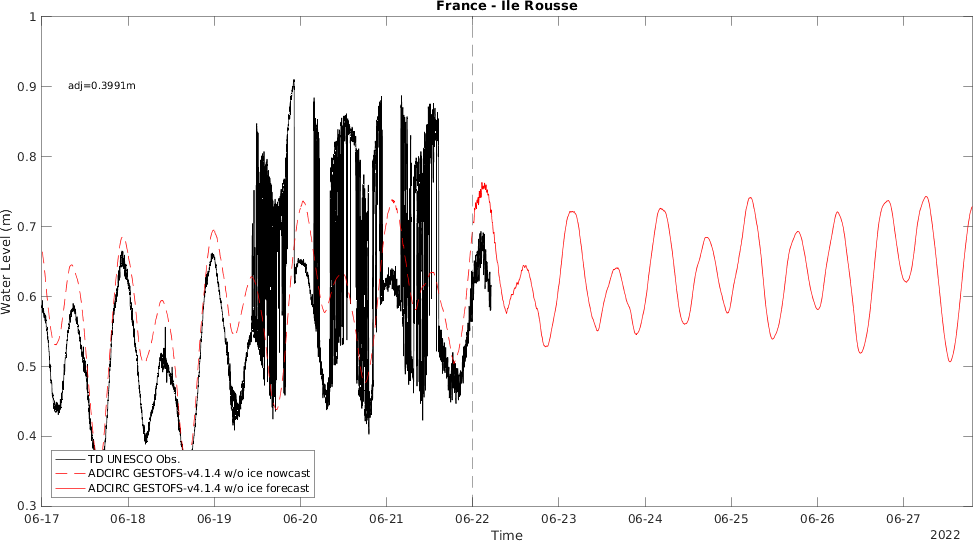 France - Ile Rousse
1
0.9
0.8
0.7
0.6
0.5
0.4
0.3
Water Level (m)
adj=0.3991m
TD UNESCO Obs.
ADCIRC GESTOFS-v4.1.4 w/o ice nowcast
ADCIRC GESTOFS-v4.1.4 w/o ice forecast
06-17 06-18 06-19 06-20 06-21 06-22 06-23 06-24 06-25 06-26 06-27
Time
2022